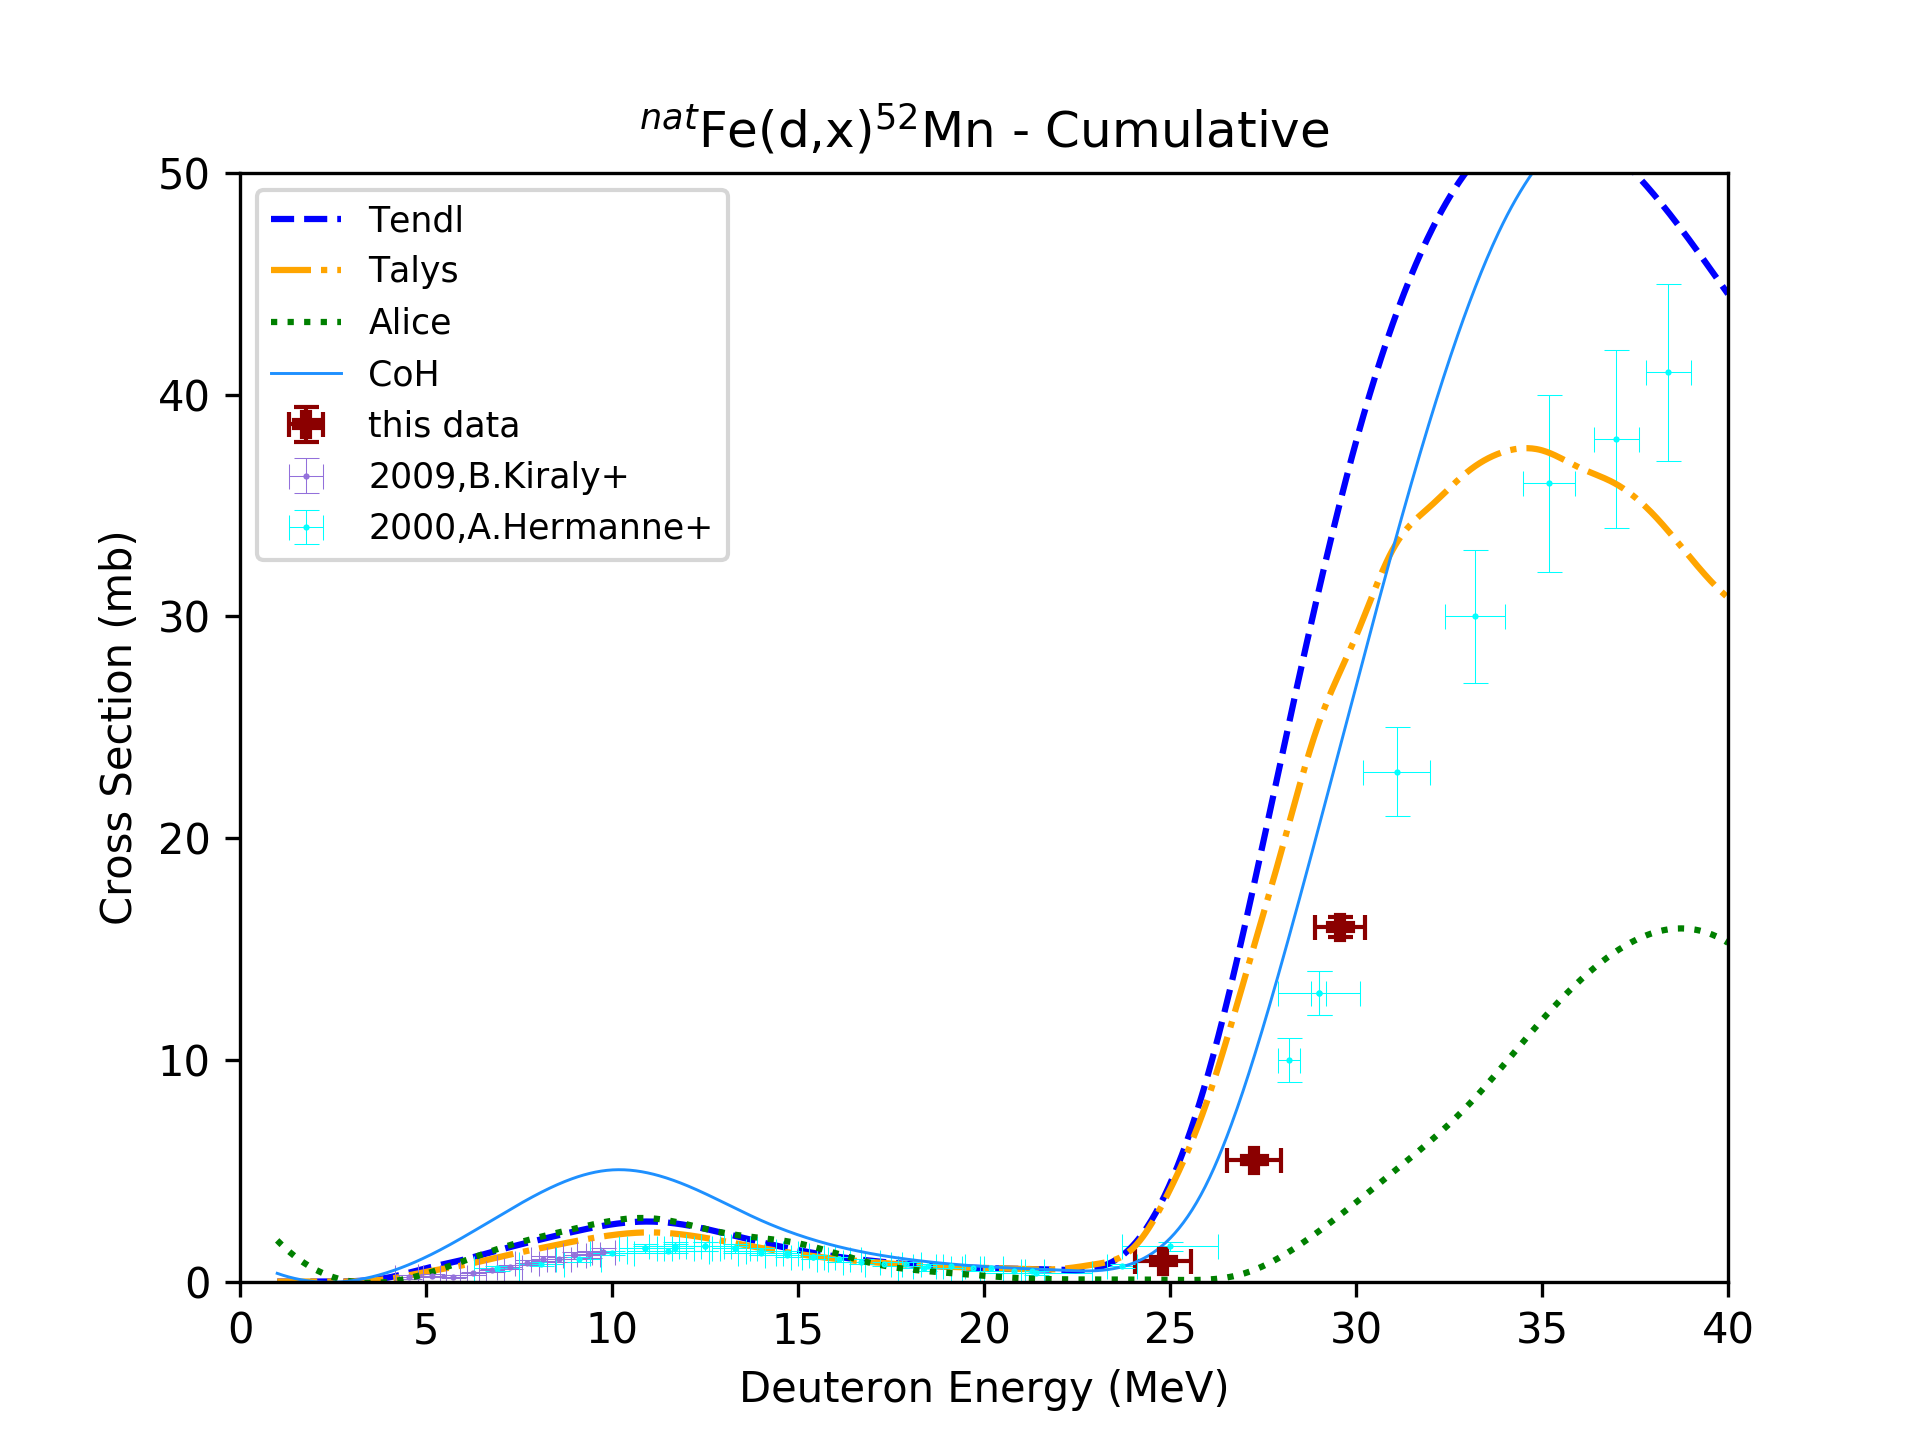 natFe(d,x)52Mn - Cumulative
50
40
30
20
10
0
Cross Section (mb)
Tendl
Talys
Alice
CoH
this data
2009,B.Kiraly+
2000,A.Hermanne+
0 5 10 15 20 25 30 35 40
Deuteron Energy (MeV)